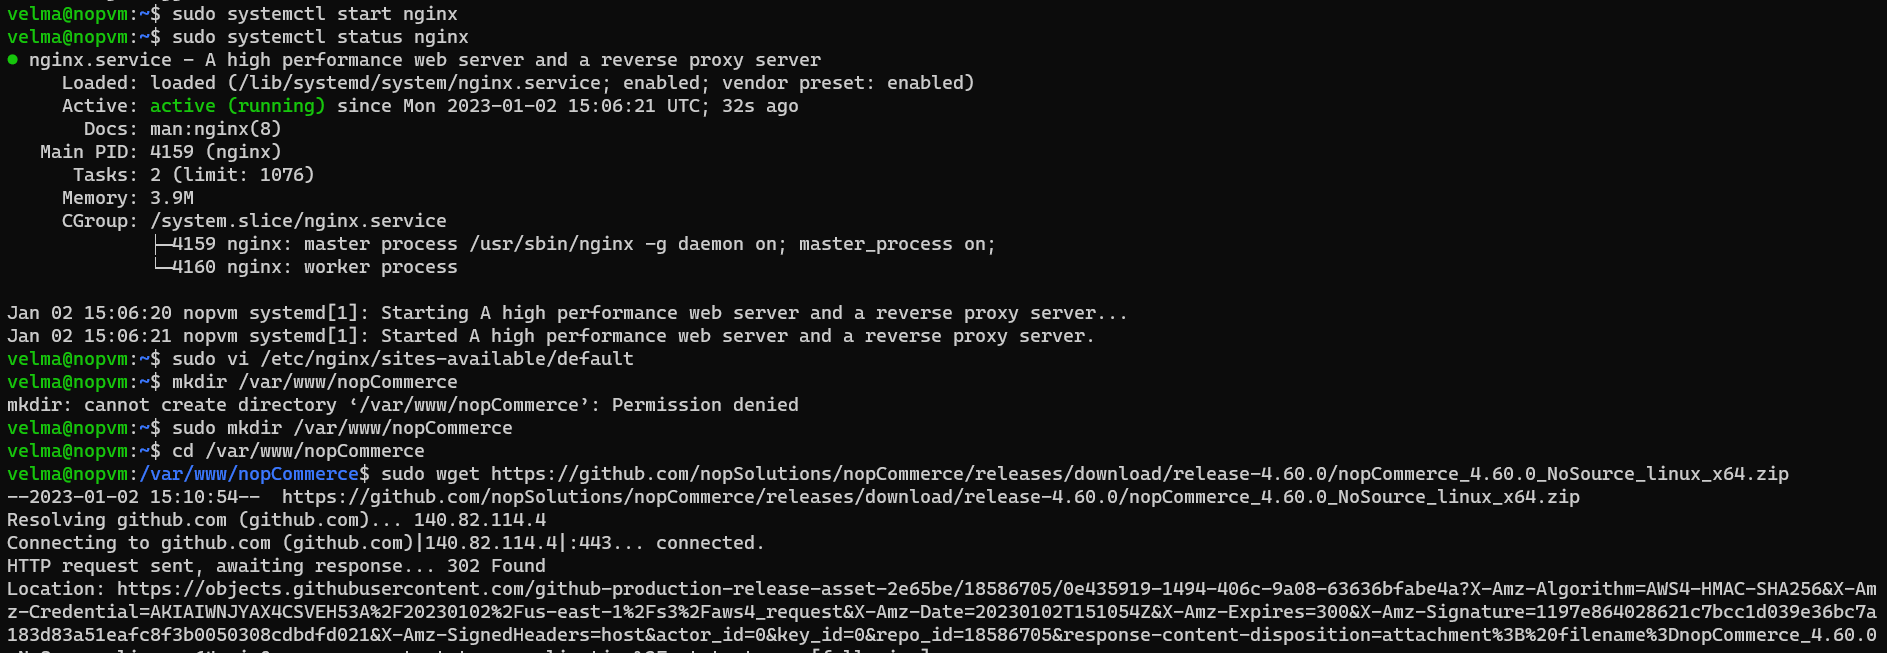 velma@nopvm:~$ sudo systemctl start nginx
velma@nopvm:~$ sudo systemctl status nginx
● nginx.service - A high performance web server and a reverse proxy server
     Loaded: loaded (/lib/systemd/system/nginx.service; enabled; vendor preset: enabled)
     Active: active (running) since Mon 2023-01-02 15:06:21 UTC; 32s ago
       Docs: man:nginx(8)
   Main PID: 4159 (nginx)
      Tasks: 2 (limit: 1076)
     Memory: 3.9M
     CGroup: /system.slice/nginx.service
             ├─4159 nginx: master process /usr/sbin/nginx -g daemon on; master_process on;
             └─4160 nginx: worker process
Jan 02 15:06:20 nopvm systemd[1]: Starting A high performance web server and a reverse proxy server...
Jan 02 15:06:21 nopvm systemd[1]: Started A high performance web server and a reverse proxy server.
velma@nopvm:~$ sudo vi /etc/nginx/sites-available/default
velma@nopvm:~$ mkdir /var/www/nopCommerce
mkdir: cannot create directory ‘/var/www/nopCommerce’: Permission denied
velma@nopvm:~$ sudo mkdir /var/www/nopCommerce
velma@nopvm:~$ cd /var/www/nopCommerce
velma@nopvm:/var/www/nopCommerce$ sudo wget https://github.com/nopSolutions/nopCommerce/releases/download/release-4.60.0/nopCommerce_4.60.0_NoSource_linux_x64.zip
--2023-01-02 15:10:54--  https://github.com/nopSolutions/nopCommerce/releases/download/release-4.60.0/nopCommerce_4.60.0_NoSource_linux_x64.zip
Resolving github.com (github.com)... 140.82.114.4
Connecting to github.com (github.com)|140.82.114.4|:443... connected.
HTTP request sent, awaiting response... 302 Found
Location: https://objects.githubusercontent.com/github-production-release-asset-2e65be/18586705/0e435919-1494-406c-9a08-63636bfabe4a?X-Amz-Algorithm=AWS4-HMAC-SHA256&X-Am
z-Credential=AKIAIWNJYAX4CSVEH53A%2F20230102%2Fus-east-1%2Fs3%2Faws4_request&X-Amz-Date=20230102T151054Z&X-Amz-Expires=300&X-Amz-Signature=1197e864028621c7bcc1d039e36bc7a
183d83a51eafc8f3b0050308cdbdfd021&X-Amz-SignedHeaders=host&actor_id=0&key_id=0&repo_id=18586705&response-content-disposition=attachment%3B%20filename%3DnopCommerce_4.60.0